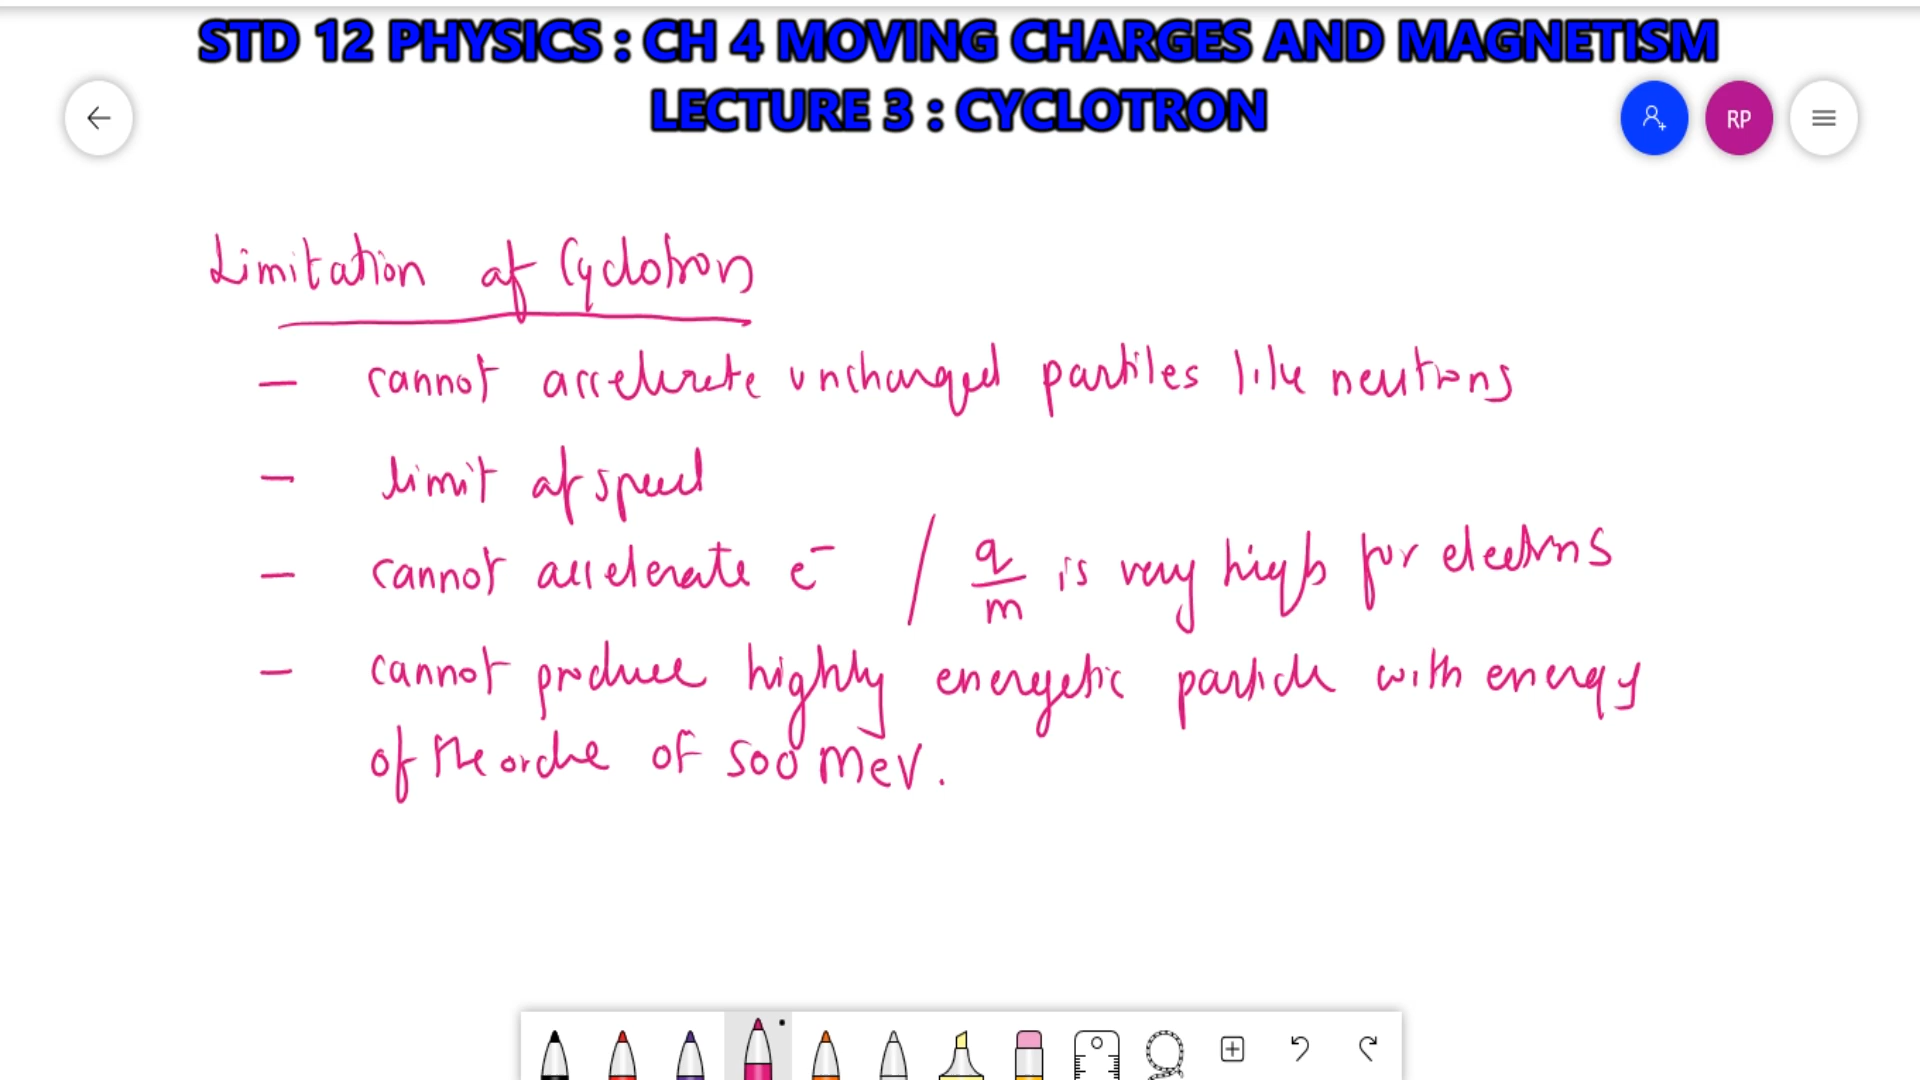 STD 12 PHYSICS : CH 4 MOVING CHARGES AND MAGNETISM
LECTURE 3 : CYCLOTRON
RP
Limitation of Cyclotron
– cannot accelerate uncharged particles like neutrons
– limit of speed
– cannot accelerate e⁻ / q/m is very high for electrons
– cannot produce highly energetic particle with energy
of the order of 500 MeV.